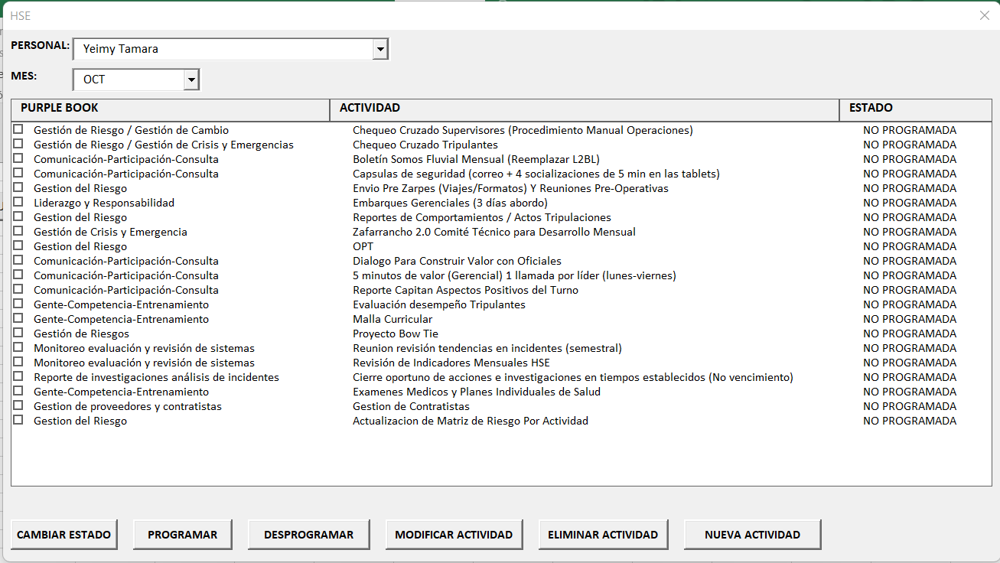 HSE
PERSONAL: Yeimy Tamara
MES: OCT
PURPLE BOOK ACTIVIDAD ESTADO
Gestión de Riesgo / Gestión de Cambio Chequeo Cruzado Supervisores (Procedimiento Manual Operaciones) NO PROGRAMADA
Gestión de Riesgo / Gestión de Crisis y Emergencias Chequeo Cruzado Tripulantes NO PROGRAMADA
Comunicación-Participación-Consulta Boletín Somos Fluvial Mensual (Reemplazar L2BL) NO PROGRAMADA
Comunicación-Participación-Consulta Capsulas de seguridad (correo + 4 socializaciones de 5 min en las tablets) NO PROGRAMADA
Gestion del Riesgo Envio Pre Zarpes (Viajes/Formatos) Y Reuniones Pre-Operativas NO PROGRAMADA
Liderazgo y Responsabilidad Embarques Gerenciales (3 días abordo) NO PROGRAMADA
Gestion del Riesgo Reportes de Comportamientos / Actos Tripulaciones NO PROGRAMADA
Gestión de Crisis y Emergencia Zafarrancho 2.0 Comité Técnico para Desarrollo Mensual NO PROGRAMADA
Gestion del Riesgo OPT NO PROGRAMADA
Comunicación-Participación-Consulta Dialogo Para Construir Valor con Oficiales NO PROGRAMADA
Comunicación-Participación-Consulta 5 minutos de valor (Gerencial) 1 llamada por líder (lunes-viernes) NO PROGRAMADA
Comunicación-Participación-Consulta Reporte Capitan Aspectos Positivos del Turno NO PROGRAMADA
Gente-Competencia-Entrenamiento Evaluación desempeño Tripulantes NO PROGRAMADA
Gente-Competencia-Entrenamiento Malla Curricular NO PROGRAMADA
Gestión de Riesgos Proyecto Bow Tie NO PROGRAMADA
Monitoreo evaluación y revisión de sistemas Reunion revisión tendencias en incidentes (semestral) NO PROGRAMADA
Monitoreo evaluación y revisión de sistemas Revisión de Indicadores Mensuales HSE NO PROGRAMADA
Reporte de investigaciones análisis de incidentes Cierre oportuno de acciones e investigaciones en tiempos establecidos (No vencimiento) NO PROGRAMADA
Gente-Competencia-Entrenamiento Examenes Medicos y Planes Individuales de Salud NO PROGRAMADA
Gestion de proveedores y contratistas Gestion de Contratistas NO PROGRAMADA
Gestion del Riesgo Actualizacion de Matriz de Riesgo Por Actividad NO PROGRAMADA
CAMBIAR ESTADO PROGRAMAR DESPROGRAMAR MODIFICAR ACTIVIDAD ELIMINAR ACTIVIDAD NUEVA ACTIVIDAD